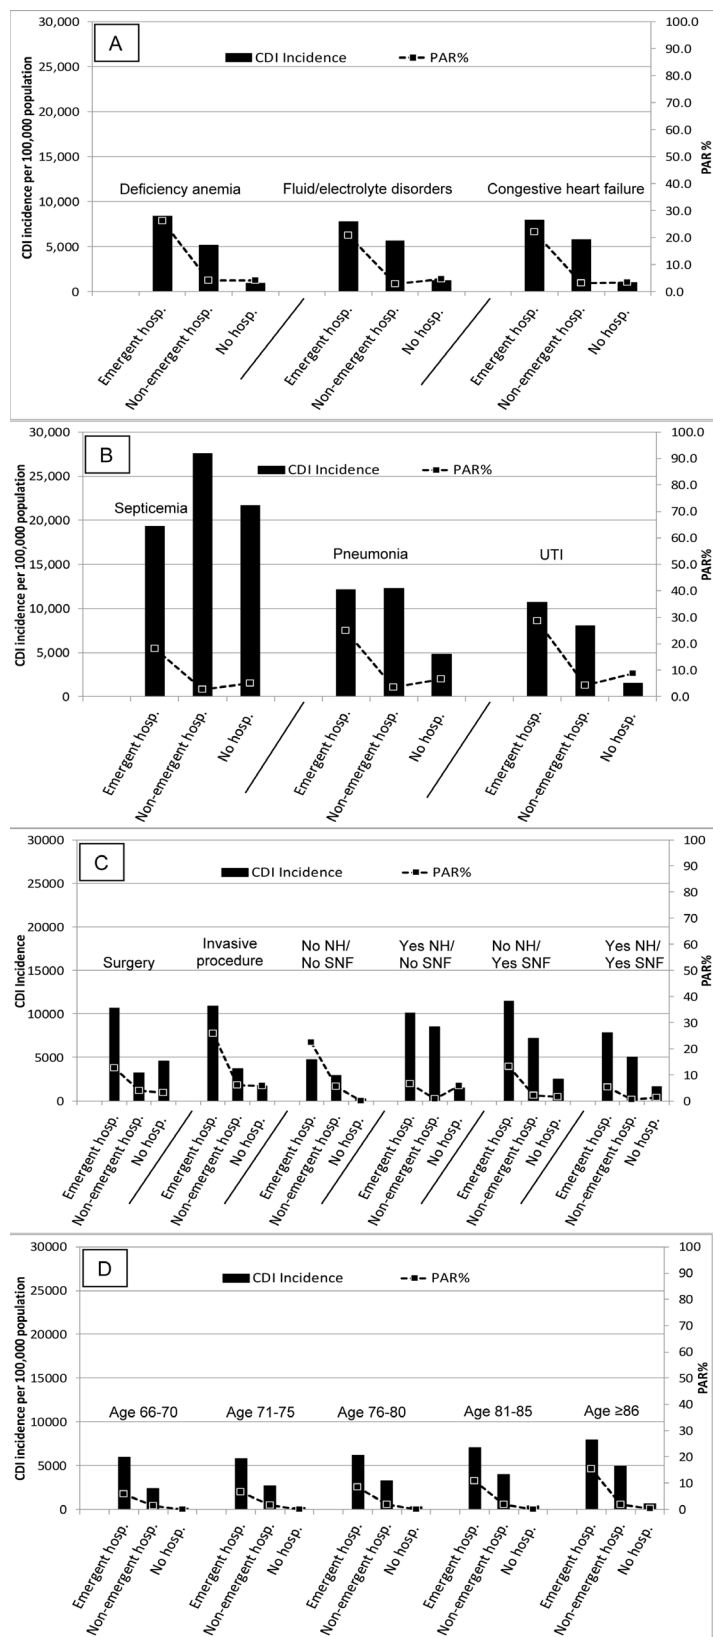 A
CDI Incidence
PAR%
CDI incidence per 100,000 population
PAR%
30,000
25,000
20,000
15,000
10,000
5,000
0
100.0
90.0
80.0
70.0
60.0
50.0
40.0
30.0
20.0
10.0
0.0
Deficiency anemia
Fluid/electrolyte disorders
Congestive heart failure
Emergent hosp.
Non-emergent hosp.
No hosp.
Emergent hosp.
Non-emergent hosp.
No hosp.
Emergent hosp.
Non-emergent hosp.
No hosp.
B
CDI Incidence
PAR%
CDI incidence per 100,000 population
PAR%
30,000
25,000
20,000
15,000
10,000
5,000
0
100.0
90.0
80.0
70.0
60.0
50.0
40.0
30.0
20.0
10.0
0.0
Septicemia
Pneumonia
UTI
Emergent hosp.
Non-emergent hosp.
No hosp.
Emergent hosp.
Non-emergent hosp.
No hosp.
Emergent hosp.
Non-emergent hosp.
No hosp.
C
CDI Incidence
PAR%
CDI Incidence
PAR%
30000
25000
20000
15000
10000
5000
0
100
90
80
70
60
50
40
30
20
10
0
Surgery
Invasive
procedure
No NH/
No SNF
Yes NH/
No SNF
No NH/
Yes SNF
Yes NH/
Yes SNF
Emergent hosp.
Non-emergent hosp.
No hosp.
Emergent hosp.
Non-emergent hosp.
No hosp.
Emergent hosp.
Non-emergent hosp.
No hosp.
Emergent hosp.
Non-emergent hosp.
No hosp.
Emergent hosp.
Non-emergent hosp.
No hosp.
Emergent hosp.
Non-emergent hosp.
No hosp.
D
CDI Incidence
PAR%
CDI incidence per 100,000 population
PAR%
30000
25000
20000
15000
10000
5000
0
100
90
80
70
60
50
40
30
20
10
0
Age 66-70
Age 71-75
Age 76-80
Age 81-85
Age ≥86
Emergent hosp.
Non-emergent hosp.
No hosp.
Emergent hosp.
Non-emergent hosp.
No hosp.
Emergent hosp.
Non-emergent hosp.
No hosp.
Emergent hosp.
Non-emergent hosp.
No hosp.
Emergent hosp.
Non-emergent hosp.
No hosp.